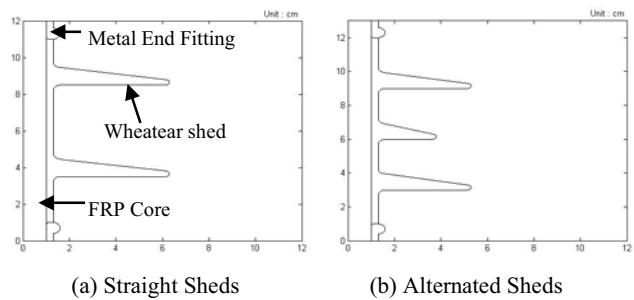 Unit : cm
Unit : cm
12
10
8
6
4
2
0
Metal End Fitting
Wheatear shed
FRP Core
0 2 4 6 8 10 12
12
10
8
6
4
2
0
0 2 4 6 8 10 12
(a) Straight Sheds
(b) Alternated Sheds